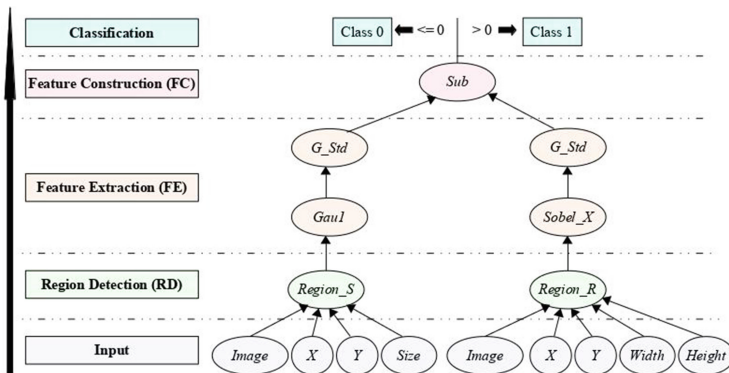 Classification
Class 0 <= 0 > 0 Class 1
Feature Construction (FC)
Sub
G_Std G_Std
Feature Extraction (FE)
Gau1 Sobel_X
Region Detection (RD)
Region_S Region_R
Input
Image X Y Size Image X Y Width Height